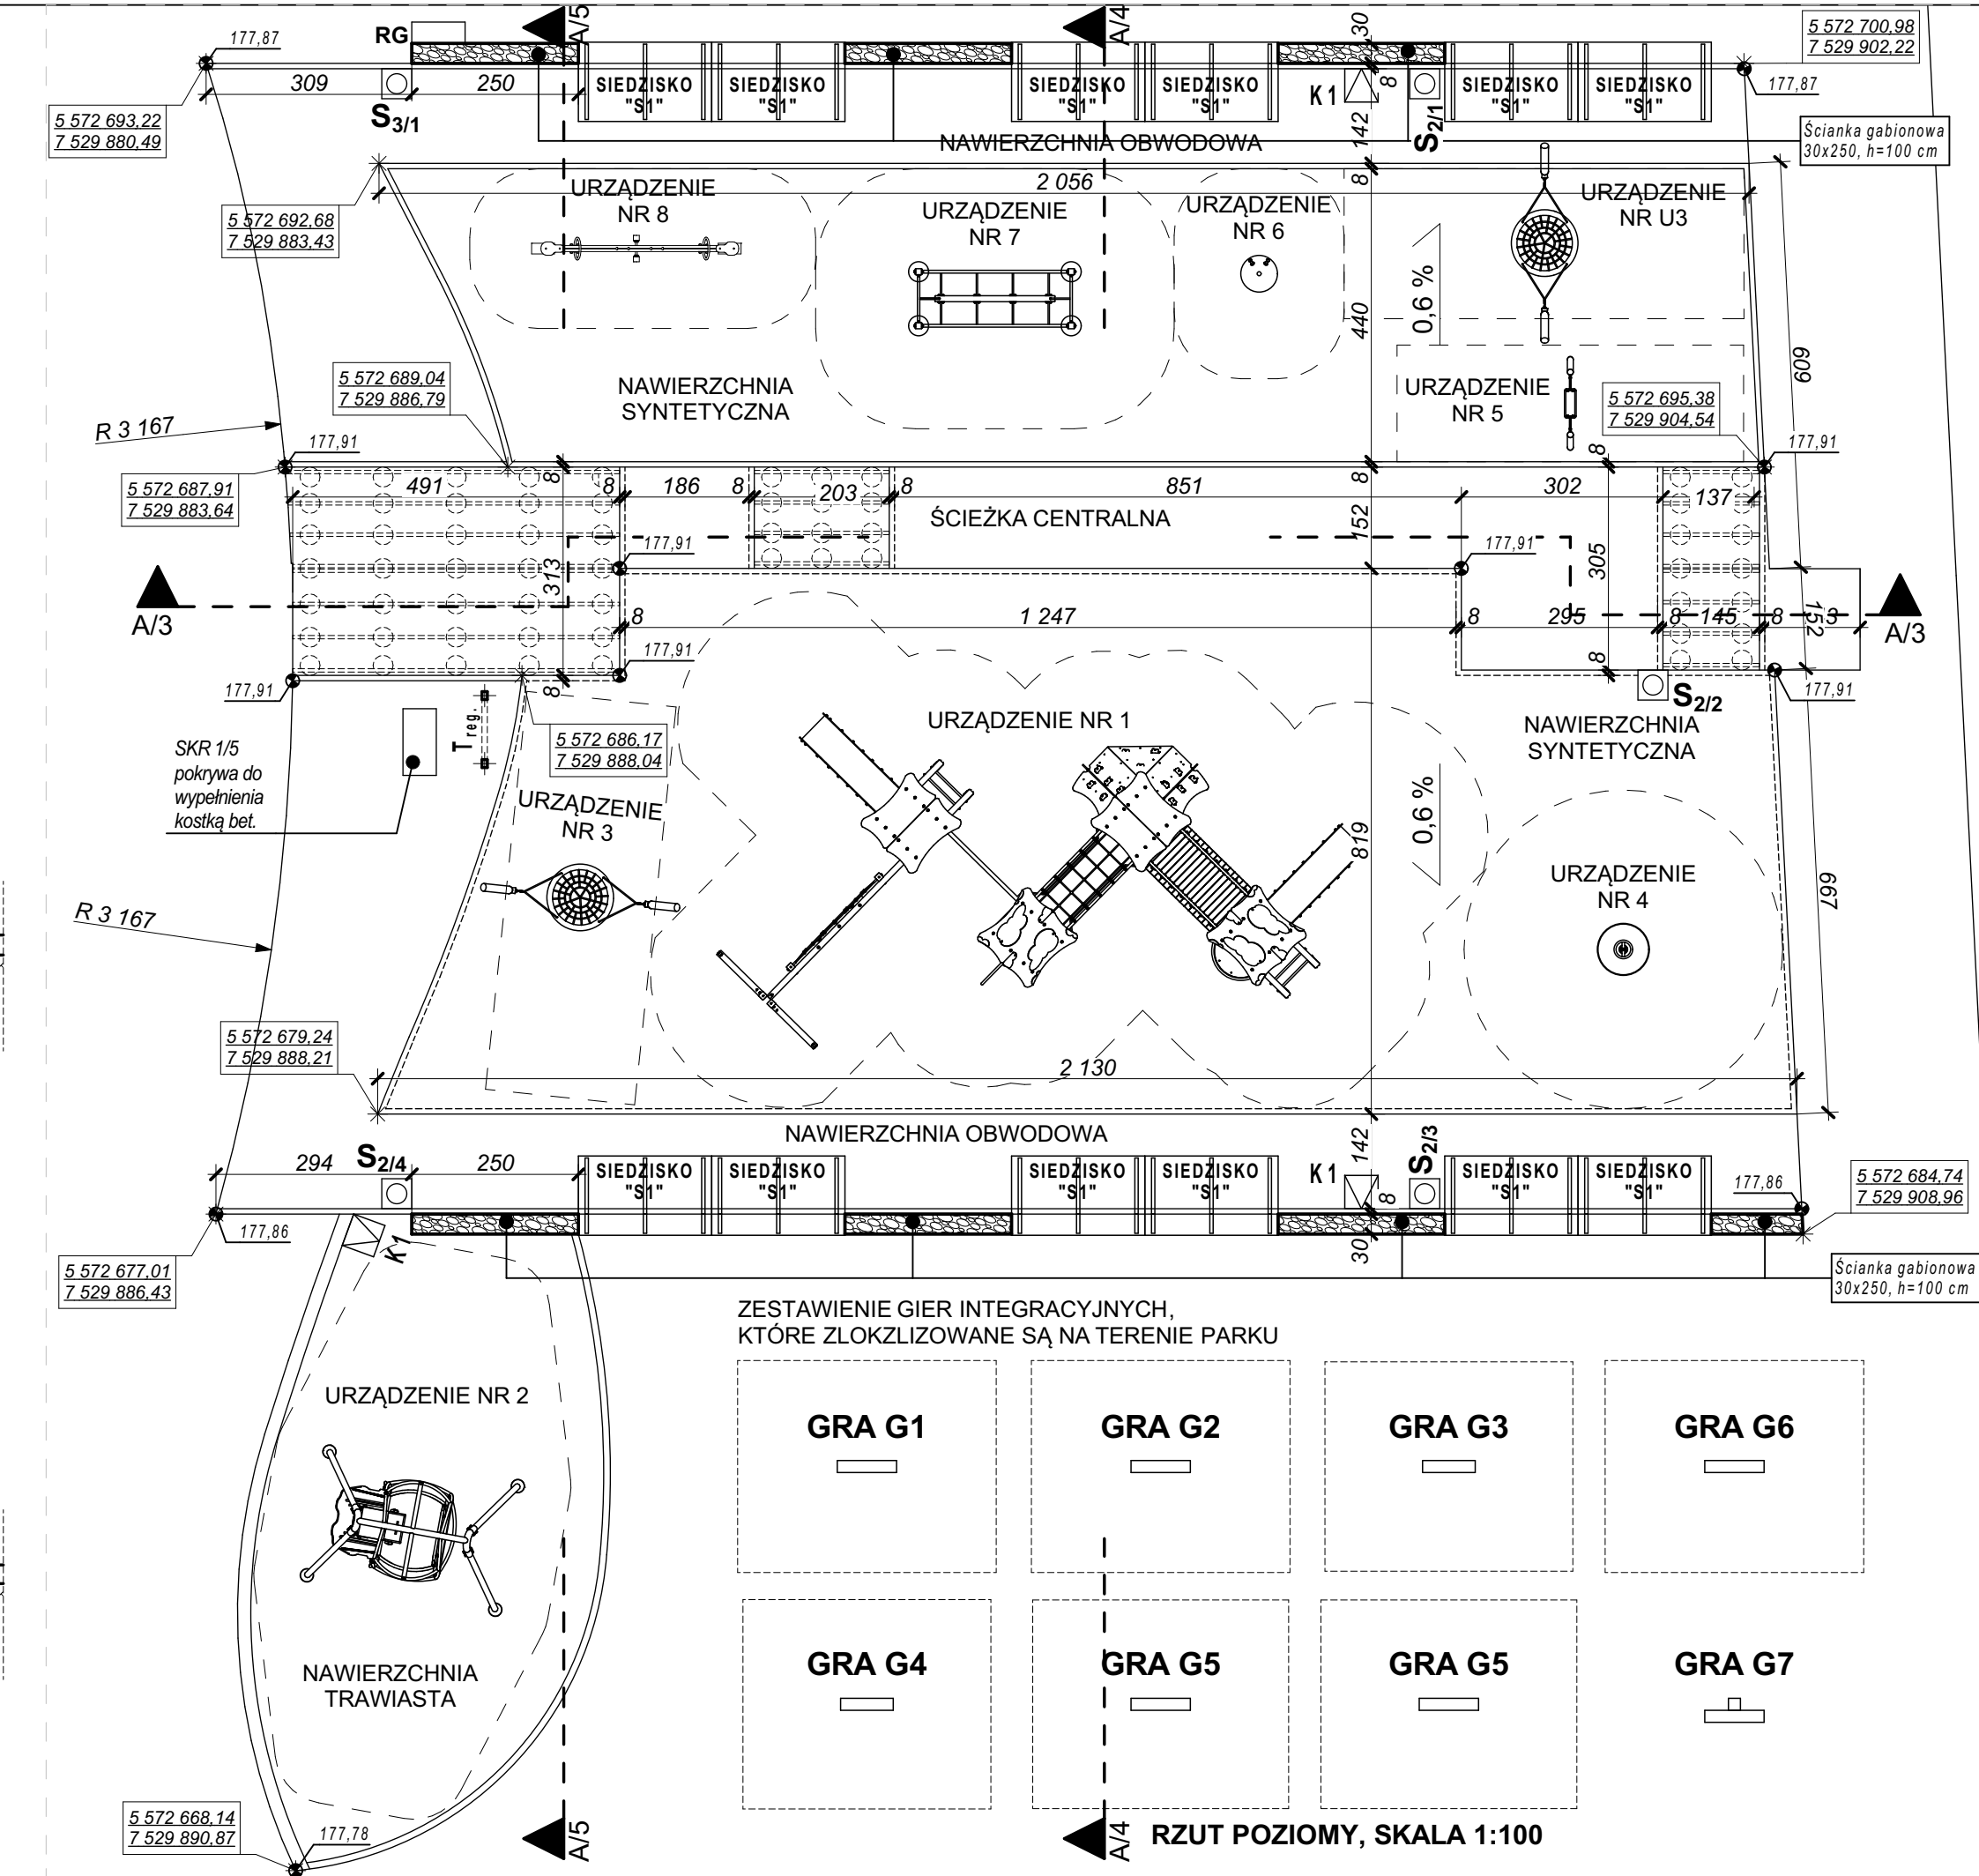 177,87
RG
A/5
A/4
30
5 572 700,98
7 529 902,22
309
250
SIEDZISKO
"S1"
SIEDZISKO
"S1"
SIEDZISKO
"S1"
SIEDZISKO
"S1"
K 1
8
SIEDZISKO
"S1"
SIEDZISKO
"S1"
177,87
S3/1
S2/1
5 572 693,22
7 529 880,49
142
NAWIERZCHNIA OBWODOWA
Ścianka gabionowa
30x250, h=100 cm
8
2 056
URZĄDZENIE
NR 8
URZĄDZENIE
NR 7
URZĄDZENIE
NR 6
URZĄDZENIE
NR U3
5 572 692,68
7 529 883,43
0,6 %
440
609
5 572 689,04
7 529 886,79
NAWIERZCHNIA
SYNTETYCZNA
URZĄDZENIE
NR 5
5 572 695,38
7 529 904,54
R 3 167
177,91
177,91
5 572 687,91
7 529 883,64
491
8
8
186
8
203
8
851
8
302
8
137
ŚCIEŻKA CENTRALNA
152
177,91
177,91
313
305
A/3
8
1 247
8
295
8
145
8
3
152
A/3
177,91
8
8
177,91
177,91
S2/2
T reg.
URZĄDZENIE NR 1
NAWIERZCHNIA
SYNTETYCZNA
SKR 1/5
pokrywa do
wypełnienia
kostką bet.
5 572 686,17
7 529 888,04
URZĄDZENIE
NR 3
0,6 %
819
URZĄDZENIE
NR 4
667
R 3 167
5 572 679,24
7 529 888,21
2 130
NAWIERZCHNIA OBWODOWA
294
S2/4
250
SIEDZISKO
"S1"
SIEDZISKO
"S1"
SIEDZISKO
"S1"
SIEDZISKO
"S1"
K 1
142
8
S2/3
SIEDZISKO
"S1"
SIEDZISKO
"S1"
177,86
5 572 684,74
7 529 908,96
177,86
K1
30
5 572 677,01
7 529 886,43
Ścianka gabionowa
30x250, h=100 cm
ZESTAWIENIE GIER INTEGRACYJNYCH,
KTÓRE ZLOKZLIZOWANE SĄ NA TERENIE PARKU
URZĄDZENIE NR 2
GRA G1
GRA G2
GRA G3
GRA G6
NAWIERZCHNIA
TRAWIASTA
GRA G4
GRA G5
GRA G5
GRA G7
5 572 668,14
7 529 890,87
177,78
A/5
A/4
RZUT POZIOMY, SKALA 1:100